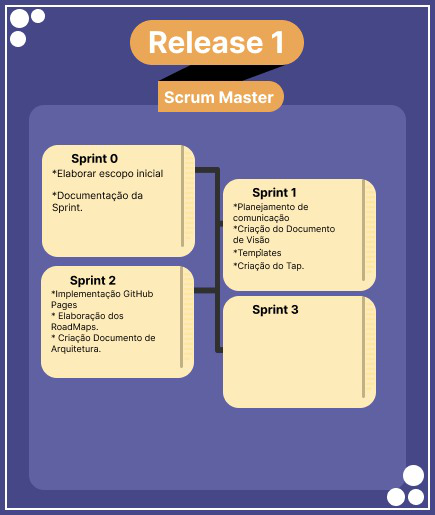 Release 1
Scrum Master
Sprint 0
*Elaborar escopo inicial
*Documentação da
Sprint.
Sprint 1
*Planejamento de
comunicação
*Criação do Documento
de Visão
*Templates
*Criação do Tap.
Sprint 2
*Implementação GitHub
Pages
* Elaboração dos
RoadMaps.
* Criação Documento de
Arquitetura.
Sprint 3